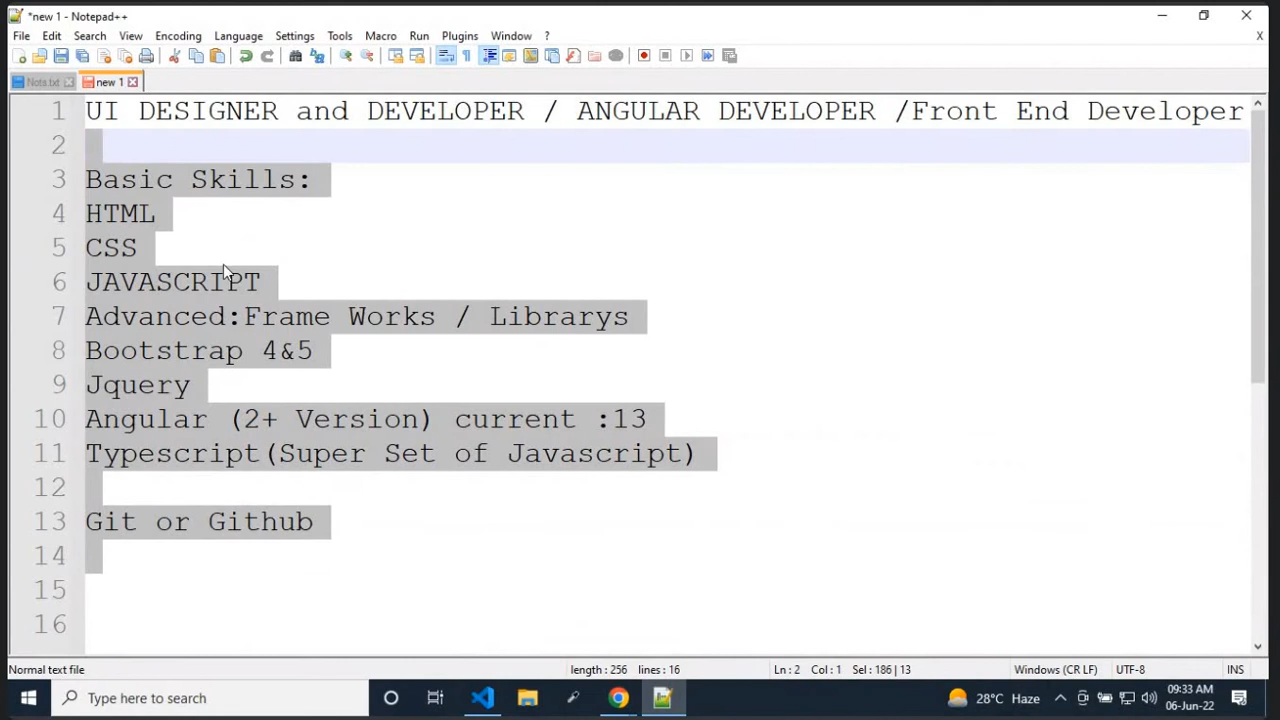 *new 1 - Notepad++
File Edit Search View Encoding Language Settings Tools Macro Run Plugins Window ? X
Nota.txt new 1
1 UI DESIGNER and DEVELOPER / ANGULAR DEVELOPER /Front End Developer
2
3 Basic Skills:
4 HTML
5 CSS
6 JAVASCRIPT
7 Advanced:Frame Works / Librarys
8 Bootstrap 4&5
9 Jquery
10 Angular (2+ Version) current :13
11 Typescript(Super Set of Javascript)
12
13 Git or Github
14
15
16
Normal text file length : 256 lines : 16 Ln : 2 Col : 1 Sel : 186 | 13 Windows (CR LF) UTF-8 INS
Type here to search 28°C Haze 09:33 AM
06-Jun-22